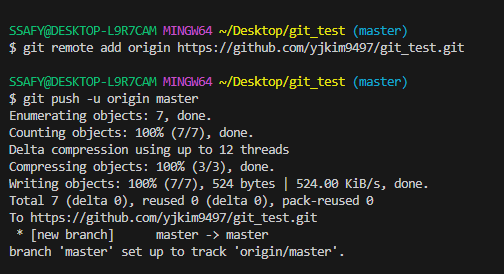 SSAFY@DESKTOP-L9R7CAM MINGW64 ~/Desktop/git_test (master)
$ git remote add origin https://github.com/yjkim9497/git_test.git
SSAFY@DESKTOP-L9R7CAM MINGW64 ~/Desktop/git_test (master)
$ git push -u origin master
Enumerating objects: 7, done.
Counting objects: 100% (7/7), done.
Delta compression using up to 12 threads
Compressing objects: 100% (3/3), done.
Writing objects: 100% (7/7), 524 bytes | 524.00 KiB/s, done.
Total 7 (delta 0), reused 0 (delta 0), pack-reused 0
To https://github.com/yjkim9497/git_test.git
 * [new branch]      master -> master
branch 'master' set up to track 'origin/master'.